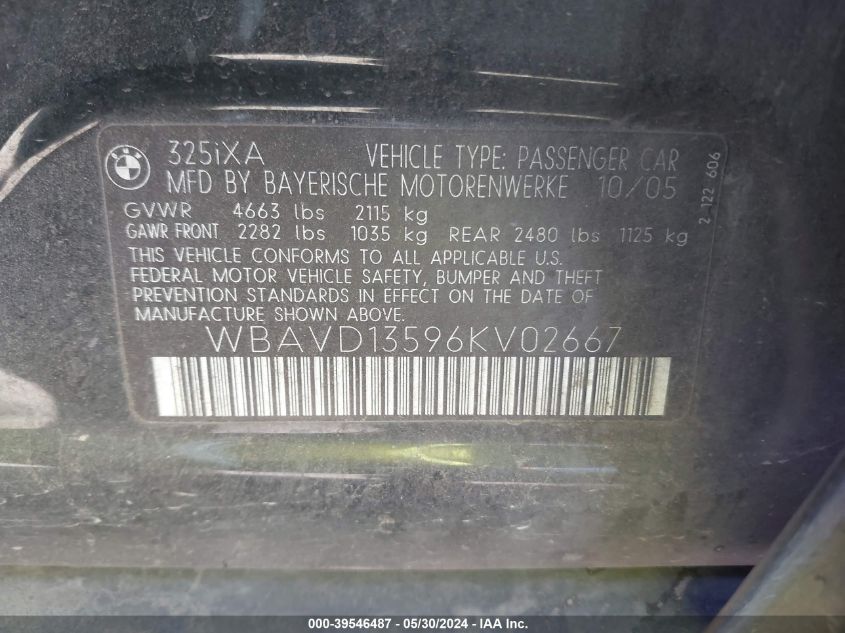 BMW
325iXA VEHICLE TYPE: PASSENGER CAR
MFD BY BAYERISCHE MOTORENWERKE 10/05
GVWR 4663 lbs 2115 kg
GAWR FRONT 2282 lbs 1035 kg REAR 2480 lbs 1125 kg
THIS VEHICLE CONFORMS TO ALL APPLICABLE U.S.
FEDERAL MOTOR VEHICLE SAFETY, BUMPER AND THEFT
PREVENTION STANDARDS IN EFFECT ON THE DATE OF
MANUFACTURE SHOWN ABOVE.
WBAVD13596KV02667
2 122 606
000-39546487 - 05/30/2024 - IAA Inc.